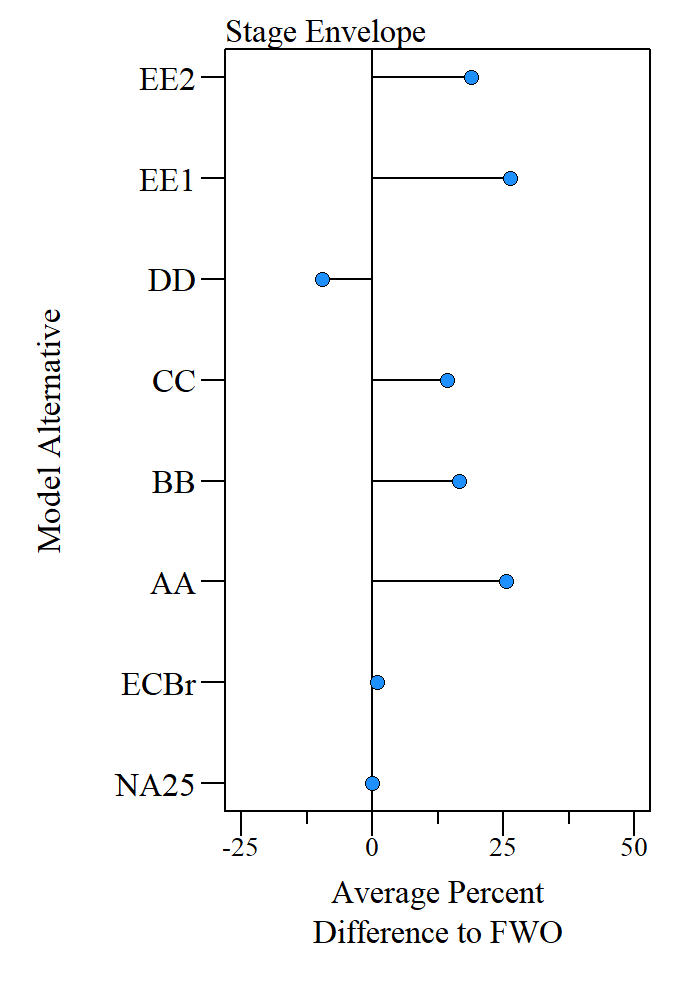 Stage Envelope
EE2
EE1
DD
CC
BB
AA
ECBr
NA25
Model Alternative
-25 0 25 50
Average Percent
Difference to FWO